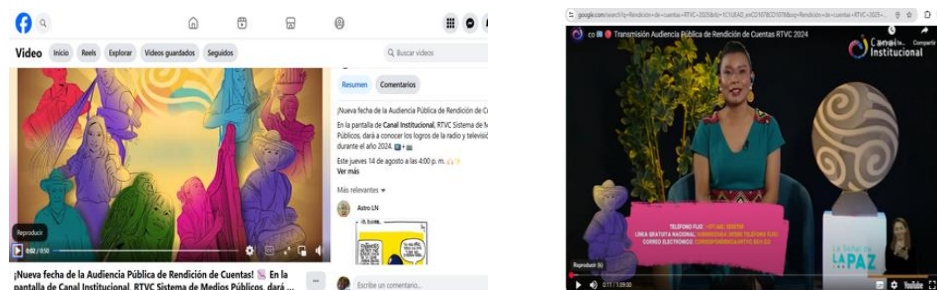 Video
Inicio
Reels
Explorar
Videos guardados
Seguidos
Buscar videos
Resumen
Comentarios
¡Nueva fecha de la Audiencia Pública de Rendición de C
En la pantalla de Canal Institucional, RTVC Sistema de M
Públicos, dará a conocer los logros de la radio y televisió
durante el año 2024.
Este jueves 14 de agosto a las 4:00 p. m.
Ver más
Más relevantes
Astro LN
Reproducir
0:02 / 0:50
Escribe un comentario...
¡Nueva fecha de la Audiencia Pública de Rendición de Cuentas! En la
pantalla de Canal Institucional, RTVC Sistema de Medios Públicos, dará ...
co
Transmisión Audiencia Pública de Rendición de Cuentas RTVC 2024
Compartir
Canal
Institucional
TELÉFONO FIJO:
LÍNEA GRATUITA NACIONAL:
CORREO ELECTRÓNICO:
La Señal de
LA PAZ
Reproducir (k)
0:11 / 1:09:50
YouTube